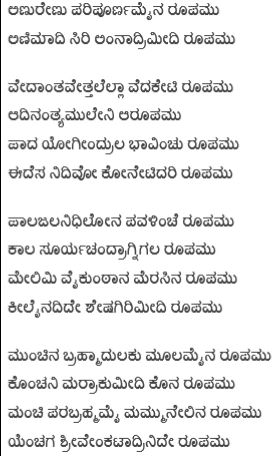 ಅಣುರೇಣು ಪರಿಪೂರ್ಣಮೈನ ರೂಪಮು
ಅಣಿಮಾದಿ ಸಿರಿ ಅಂನಾದ್ರಿಮೀದಿ ರೂಪಮು
ವೇದಾಂತವೇತ್ತಲೆಲ್ಲಾ ವೆದಕೇಟಿ ರೂಪಮು
ಆದಿನಂತ್ಯಮುಲೇನಿ ಆರೂಪಮು
ಪಾದ ಯೋಗೀಂದ್ರುಲ ಭಾವಿಂಚು ರೂಪಮು
ಈದೆಸ ನಿದಿವೋ ಕೋನೇಟಿದರಿ ರೂಪಮು
ಪಾಲಜಲನಿಧಿಲೋನ ಪವಳಿಂಚೆ ರೂಪಮು
ಕಾಲ ಸೂರ್ಯಚಂದ್ರಾಗ್ನಿಗಲ ರೂಪಮು
ಮೇಲಿಮಿ ವೈಕುಂಠಾನ ಮೆರಸಿನ ರೂಪಮು
ಕೀಲೈನದಿದೇ ಶೇಷಗಿರಿಮೀದಿ ರೂಪಮು
ಮುಂಚಿನ ಬ್ರಹ್ಮಾದುಲಕು ಮೂಲಮೈನ ರೂಪಮು
ಕೊಂಚನಿ ಮರ್ರಾಕುಮೀದಿ ಕೊನ ರೂಪಮು
ಮಂಚಿ ಪರಬ್ರಹ್ಮಮೈ ಮಮ್ಮುನೇಲಿನ ರೂಪಮು
ಯೆಂಚಗ ಶ್ರೀವೇಂಕಟಾದ್ರಿನಿದೇ ರೂಪಮು